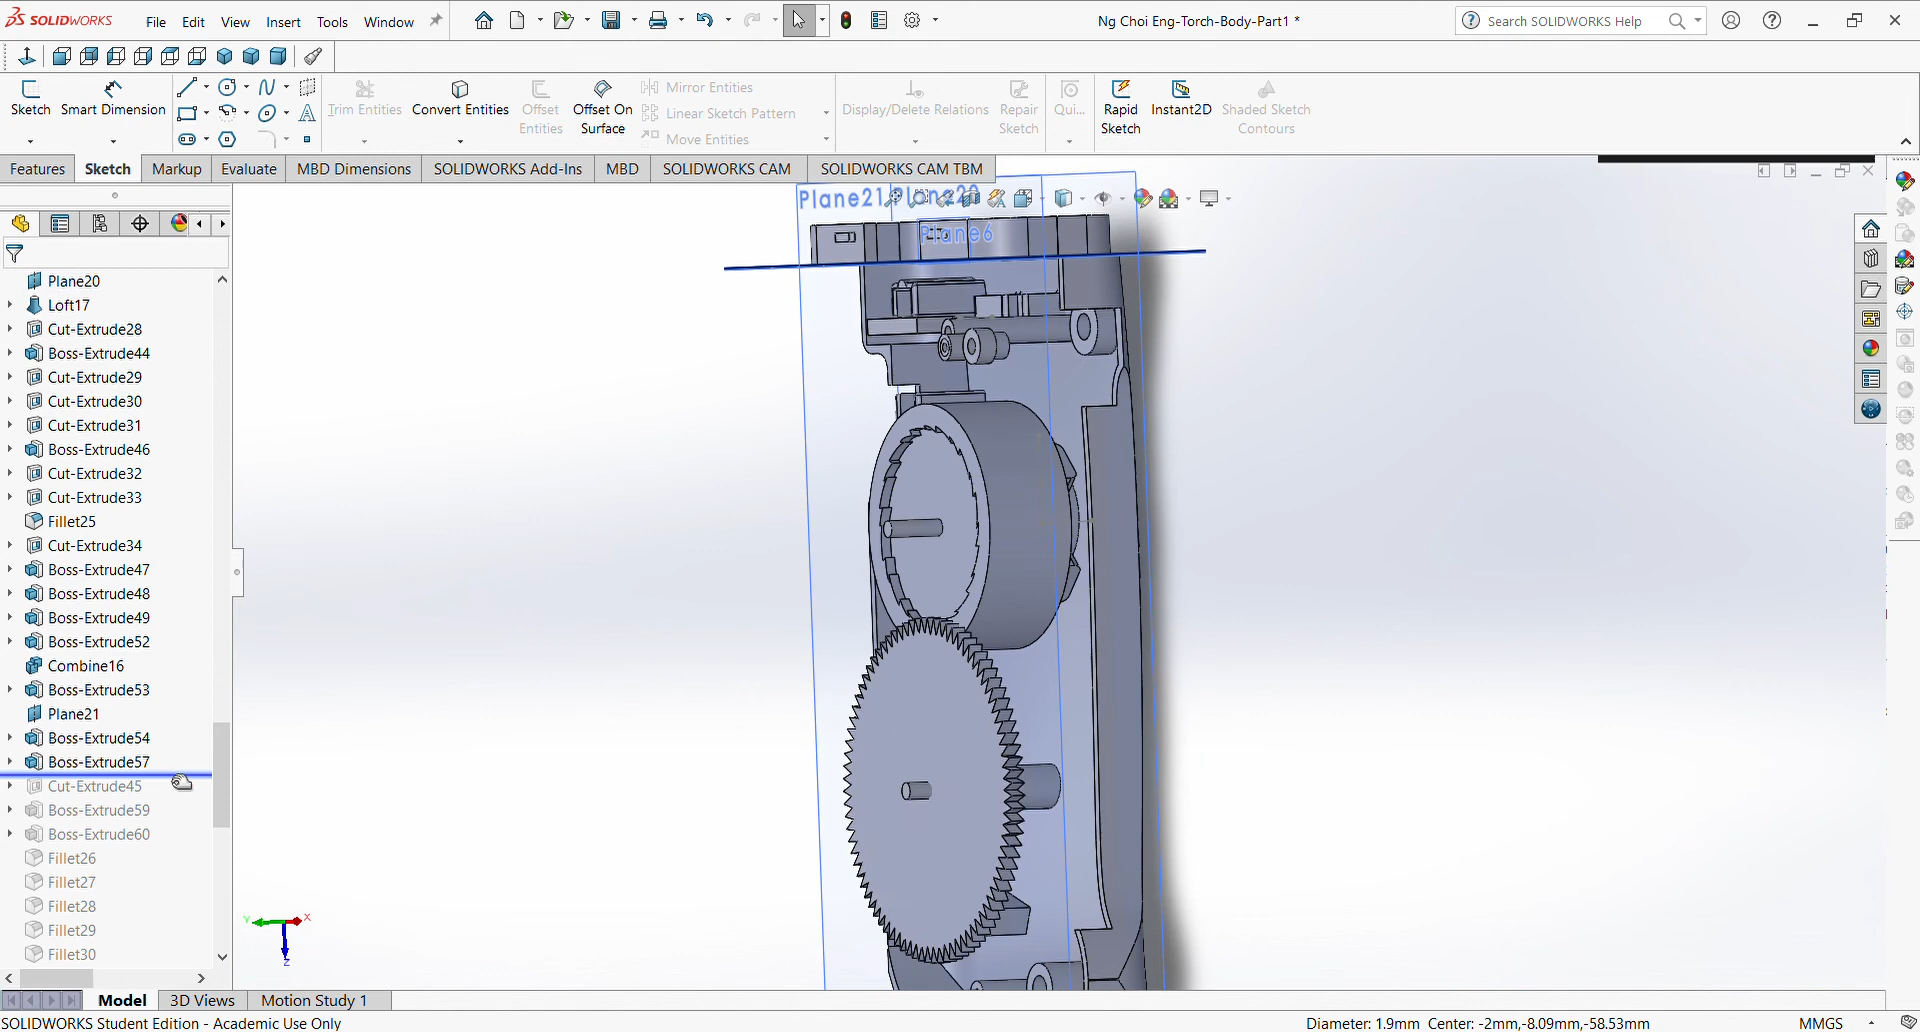 SOLIDWORKS File Edit View Insert Tools Window
Ng Choi Eng-Torch-Body-Part1 *
Search SOLIDWORKS Help
Sketch Smart Dimension Trim Entities Convert Entities Offset Entities Offset On Surface
Mirror Entities
Linear Sketch Pattern
Move Entities
Display/Delete Relations Repair Sketch Qui... Rapid Sketch Instant2D Shaded Sketch Contours
Features Sketch Markup Evaluate MBD Dimensions SOLIDWORKS Add-Ins MBD SOLIDWORKS CAM SOLIDWORKS CAM TBM
Plane21 Plane20
Plane6
Plane20
Loft17
Cut-Extrude28
Boss-Extrude44
Cut-Extrude29
Cut-Extrude30
Cut-Extrude31
Boss-Extrude46
Cut-Extrude32
Cut-Extrude33
Fillet25
Cut-Extrude34
Boss-Extrude47
Boss-Extrude48
Boss-Extrude49
Boss-Extrude52
Combine16
Boss-Extrude53
Plane21
Boss-Extrude54
Boss-Extrude57
Cut-Extrude45
Boss-Extrude59
Boss-Extrude60
Fillet26
Fillet27
Fillet28
Fillet29
Fillet30
Y X
Z
Model 3D Views Motion Study 1
SOLIDWORKS Student Edition - Academic Use Only
Diameter: 1.9mm Center: -2mm,-8.09mm,-58.53mm
MMGS